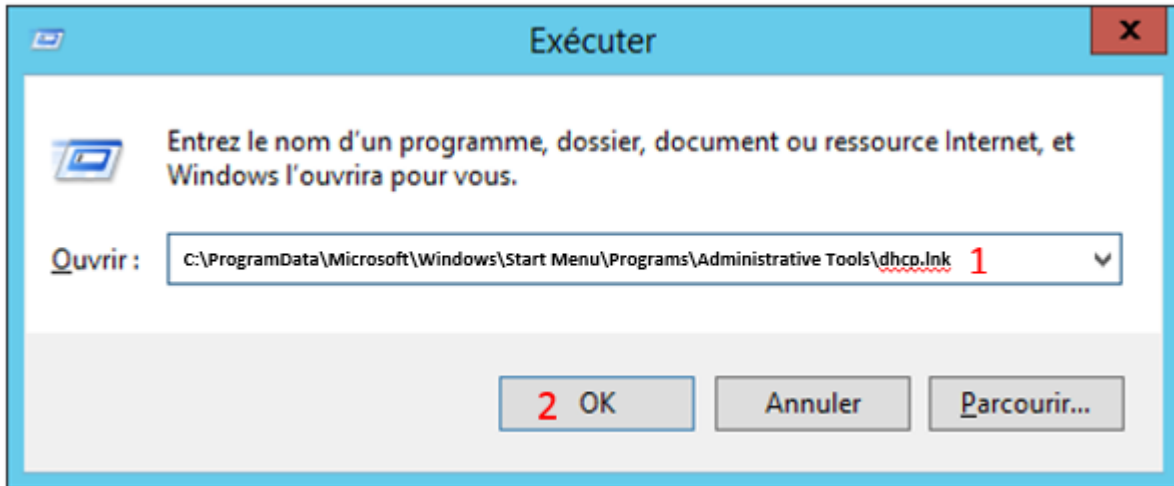 Exécuter
x
Entrez le nom d'un programme, dossier, document ou ressource Internet, et
Windows l'ouvrira pour vous.
Ouvrir : C:\ProgramData\Microsoft\Windows\Start Menu\Programs\Administrative Tools\dhcp.lnk 1
2 OK Annuler Parcourir...